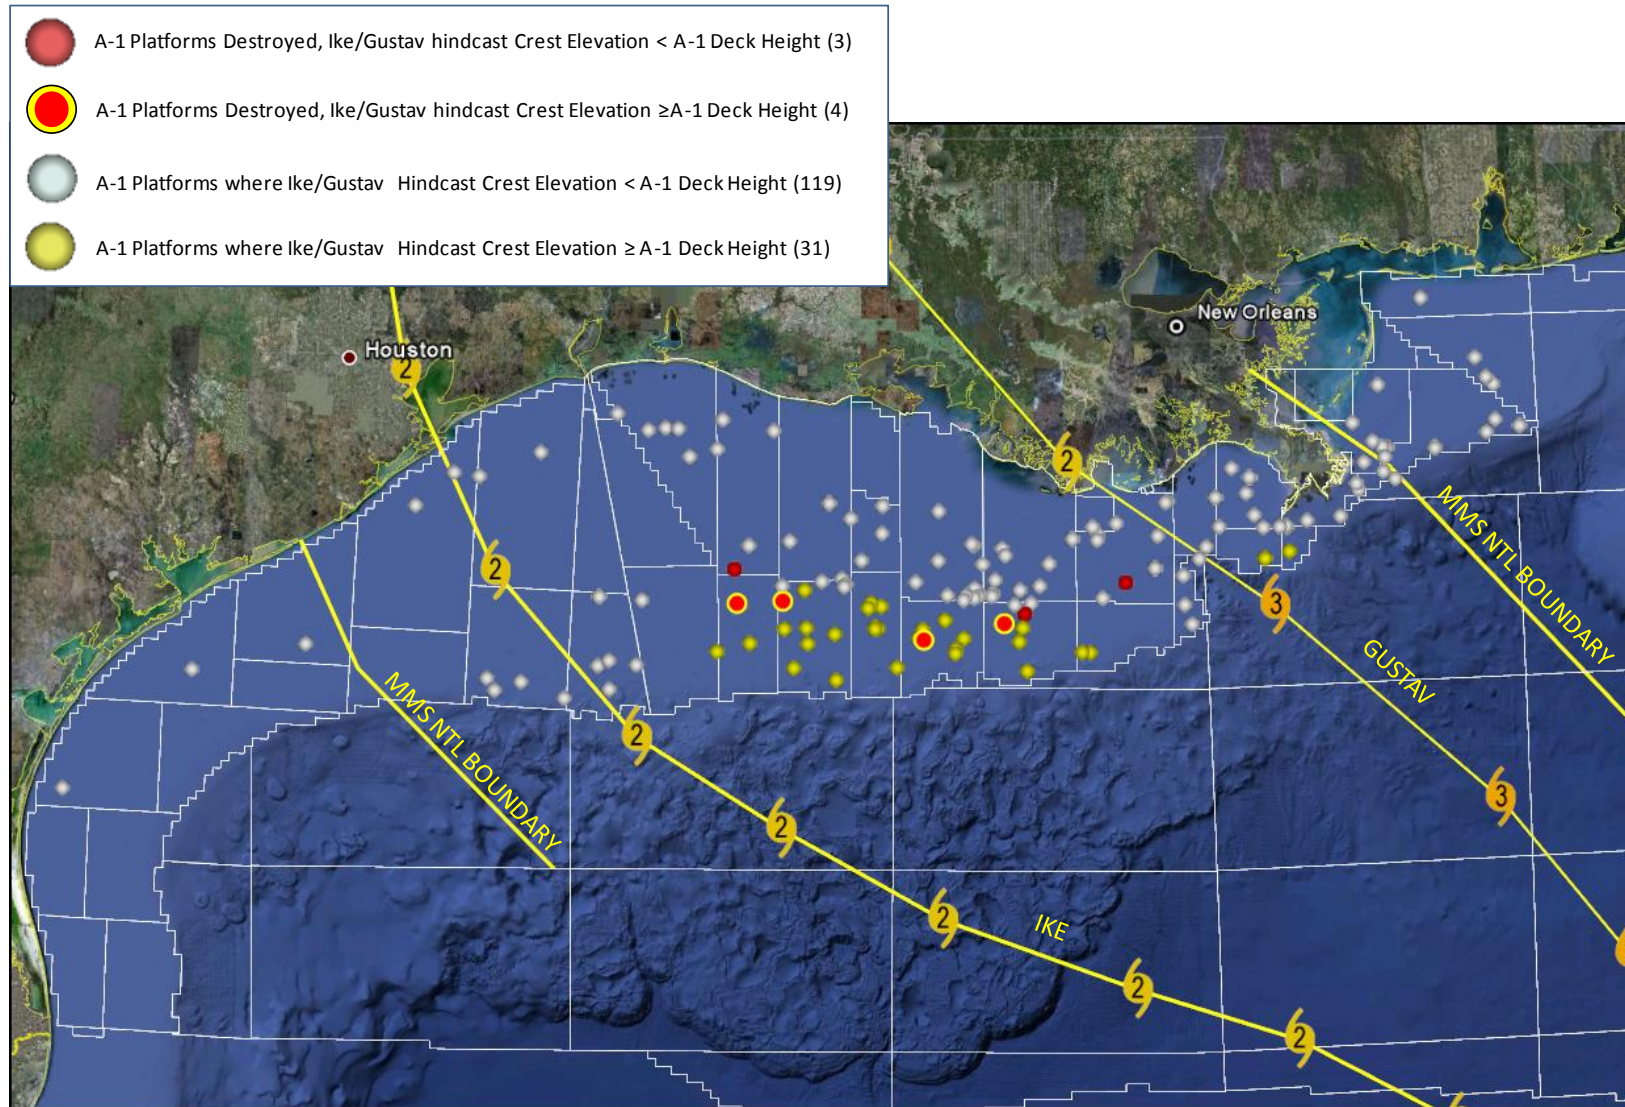 A-1 Platforms Destroyed, Ike/Gustav hindcast Crest Elevation < A-1 Deck Height (3)
A-1 Platforms Destroyed, Ike/Gustav hindcast Crest Elevation ≥A-1 Deck Height (4)
A-1 Platforms where Ike/Gustav Hindcast Crest Elevation < A-1 Deck Height (119)
A-1 Platforms where Ike/Gustav Hindcast Crest Elevation ≥ A-1 Deck Height (31)
New Orleans
Houston
2
2
2
3
MMS NTL BOUNDARY
GUSTAV
MMS NTL BOUNDARY
2
3
2
2
IKE
2
2